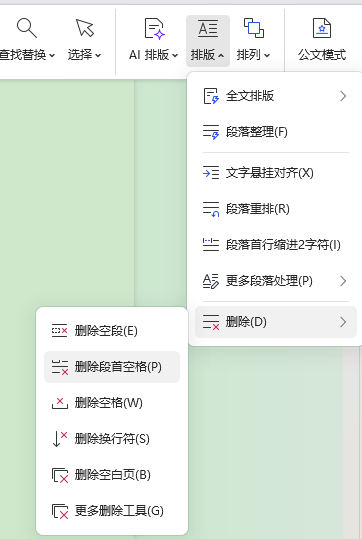 查找替换
选择
AI 排版
排版
排列
公文模式
全文排版
段落整理(F)
文字悬挂对齐(X)
段落重排(R)
段落首行缩进2字符(I)
更多段落处理(P)
删除(D)
删除空段(E)
删除段首空格(P)
删除空格(W)
删除换行符(S)
删除空白页(B)
更多删除工具(G)